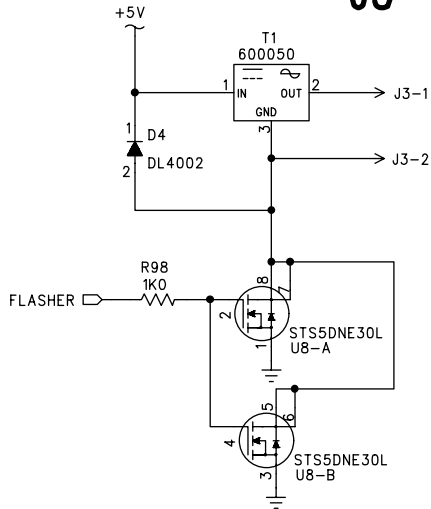 +5V
T1
600050
1 IN OUT 2
GND
3
J3-1
1
D4
2
DL4002
J3-2
R98
1K0
FLASHER
8
7
2
STS5DNE30L
1
U8-A
5
6
4
STS5DNE30L
3
U8-B